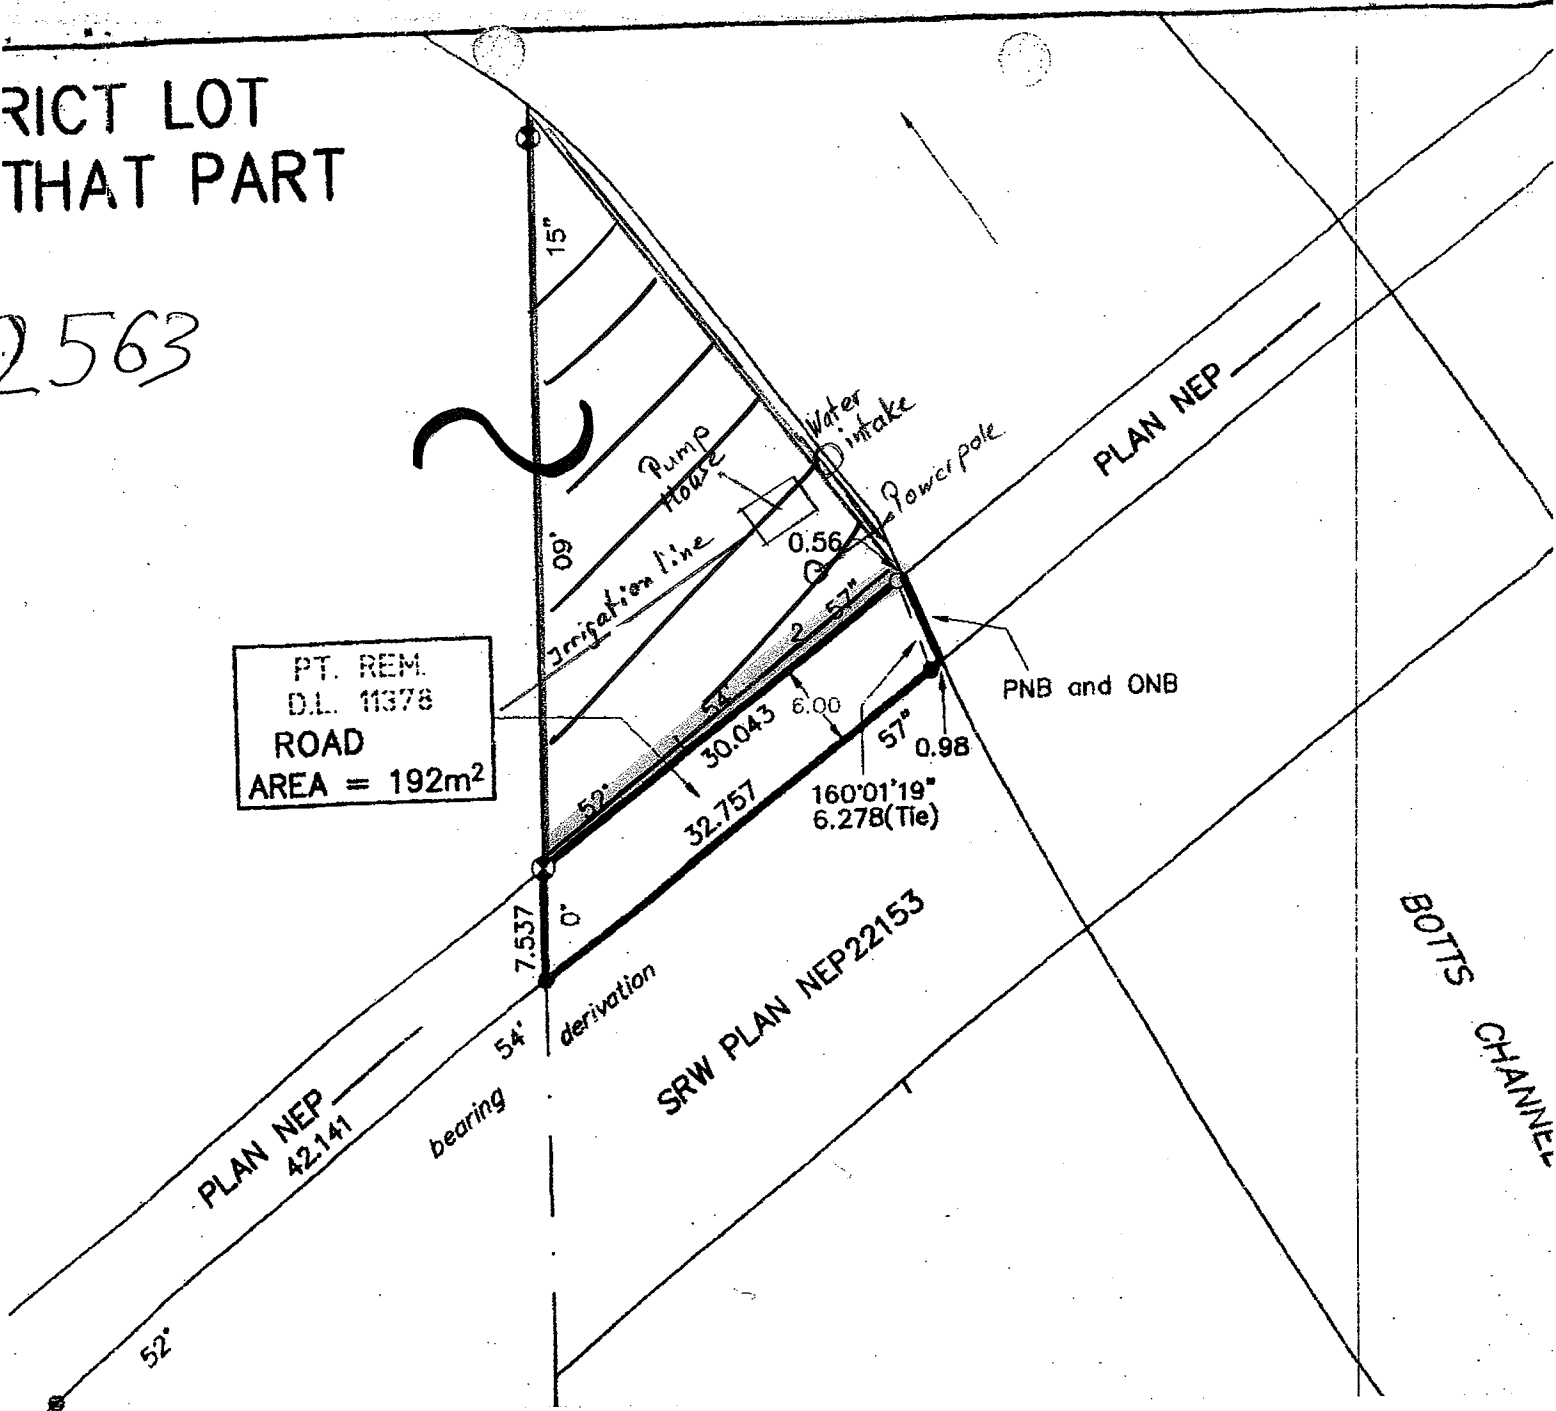 RICT LOT
THAT PART
2563
15"
09'
Water
intake
Pump
House
Powerpole
PLAN NEP
0.56
Irrigation line
2
57"
PT. REM.
D.L. 11378
ROAD
AREA = 192m²
54'
30.043
6.00
PNB and ONB
57"
0.98
52°
32.757
160°01'19"
6.278(Tie)
7.537
0°
54'
derivation
bearing
SRW PLAN NEP22153
BOTTS
CHANNEL
PLAN NEP
42.141
52°